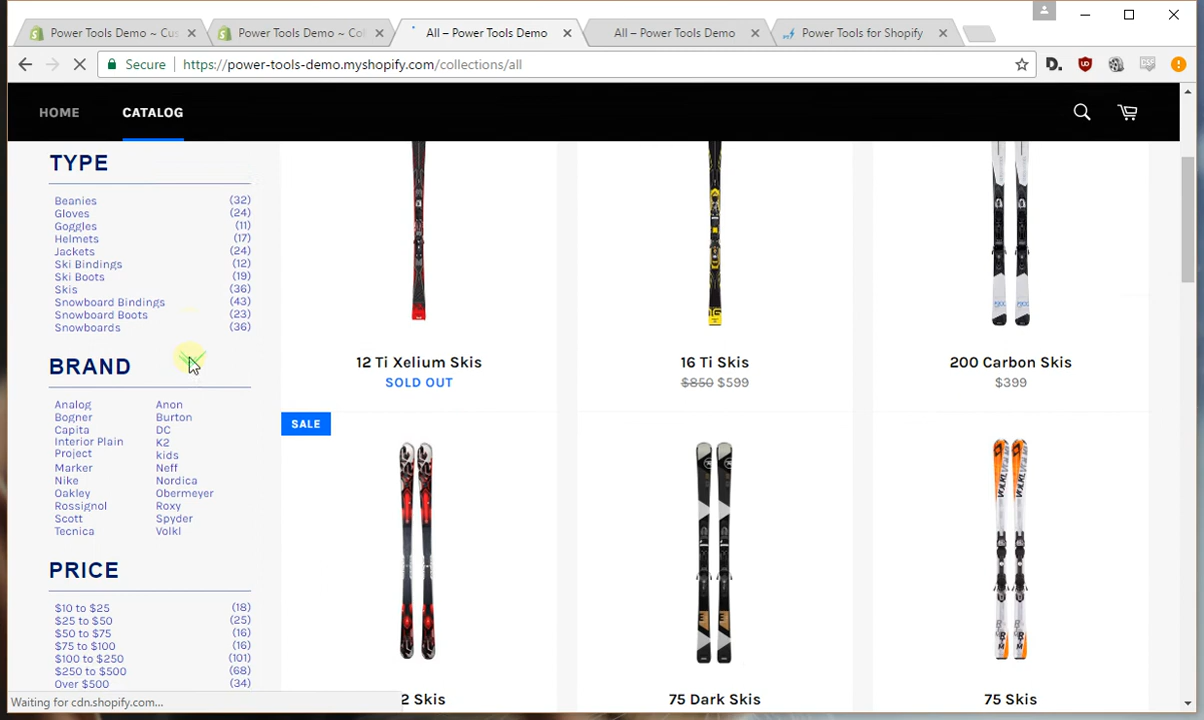 Power Tools Demo ~ Cus
Power Tools Demo ~ Col
All – Power Tools Demo
All – Power Tools Demo
Power Tools for Shopify
Secure
https://power-tools-demo.myshopify.com/collections/all
D.
HOME
CATALOG
TYPE
Beanies (32)
Gloves (24)
Goggles (11)
Helmets (17)
Jackets (24)
Ski Bindings (12)
Ski Boots (19)
Skis (36)
Snowboard Bindings (43)
Snowboard Boots (23)
Snowboards (36)
BRAND
Analog Anon
Bogner Burton
Capita DC
Interior Plain K2
Project kids
Marker Neff
Nike Nordica
Oakley Obermeyer
Rossignol Roxy
Scott Spyder
Tecnica Volkl
PRICE
$10 to $25 (18)
$25 to $50 (25)
$50 to $75 (16)
$75 to $100 (16)
$100 to $250 (101)
$250 to $500 (68)
Over $500 (34)
12 Ti Xelium Skis
SOLD OUT
16 Ti Skis
$850 $599
200 Carbon Skis
$399
SALE
2 Skis
75 Dark Skis
75 Skis
Waiting for cdn.shopify.com...